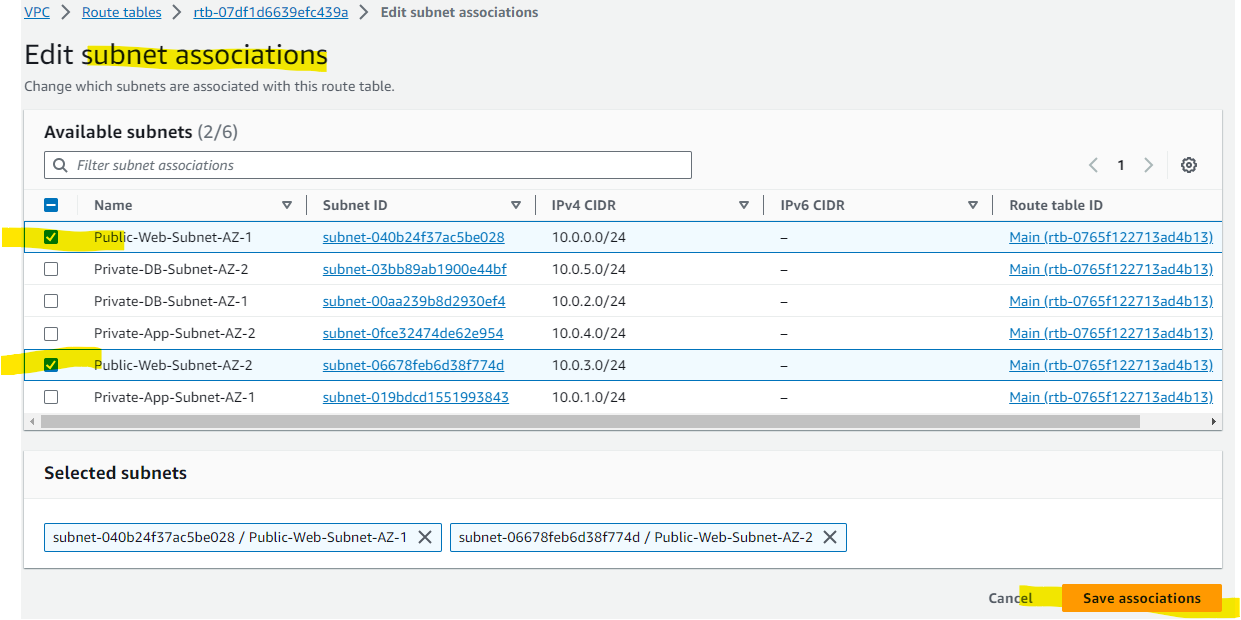 VPC > Route tables > rtb-07df1d6639efc439a > Edit subnet associations
Edit subnet associations
Change which subnets are associated with this route table.
Available subnets (2/6)
Filter subnet associations
1
Name Subnet ID IPv4 CIDR IPv6 CIDR Route table ID
Public-Web-Subnet-AZ-1 subnet-040b24f37ac5be028 10.0.0.0/24 – Main (rtb-0765f122713ad4b13)
Private-DB-Subnet-AZ-2 subnet-03bb89ab1900e44bf 10.0.5.0/24 – Main (rtb-0765f122713ad4b13)
Private-DB-Subnet-AZ-1 subnet-00aa239b8d2930ef4 10.0.2.0/24 – Main (rtb-0765f122713ad4b13)
Private-App-Subnet-AZ-2 subnet-0fce32474de62e954 10.0.4.0/24 – Main (rtb-0765f122713ad4b13)
Public-Web-Subnet-AZ-2 subnet-06678feb6d38f774d 10.0.3.0/24 – Main (rtb-0765f122713ad4b13)
Private-App-Subnet-AZ-1 subnet-019bdcd1551993843 10.0.1.0/24 – Main (rtb-0765f122713ad4b13)
Selected subnets
subnet-040b24f37ac5be028 / Public-Web-Subnet-AZ-1 subnet-06678feb6d38f774d / Public-Web-Subnet-AZ-2
Cancel Save associations